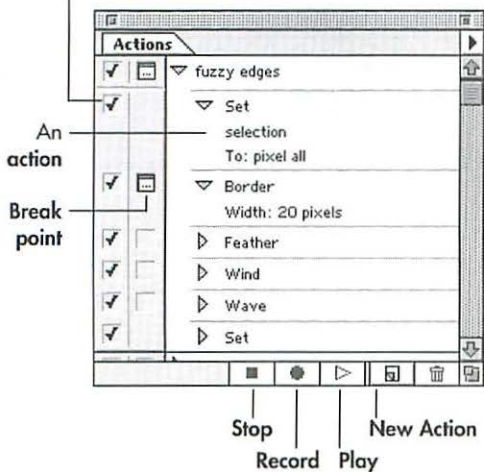 Actions
fuzzy edges
Set
An action
selection
To: pixel all
Break point
Border
Width: 20 pixels
Feather
Wind
Wave
Set
Stop
New Action
Record
Play